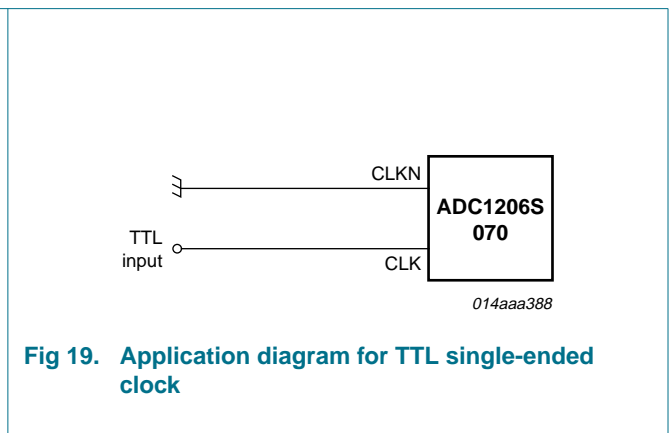 CLKN
ADC1206S
070
TTL
input
CLK
014aaa388
Fig 19. Application diagram for TTL single-ended
clock